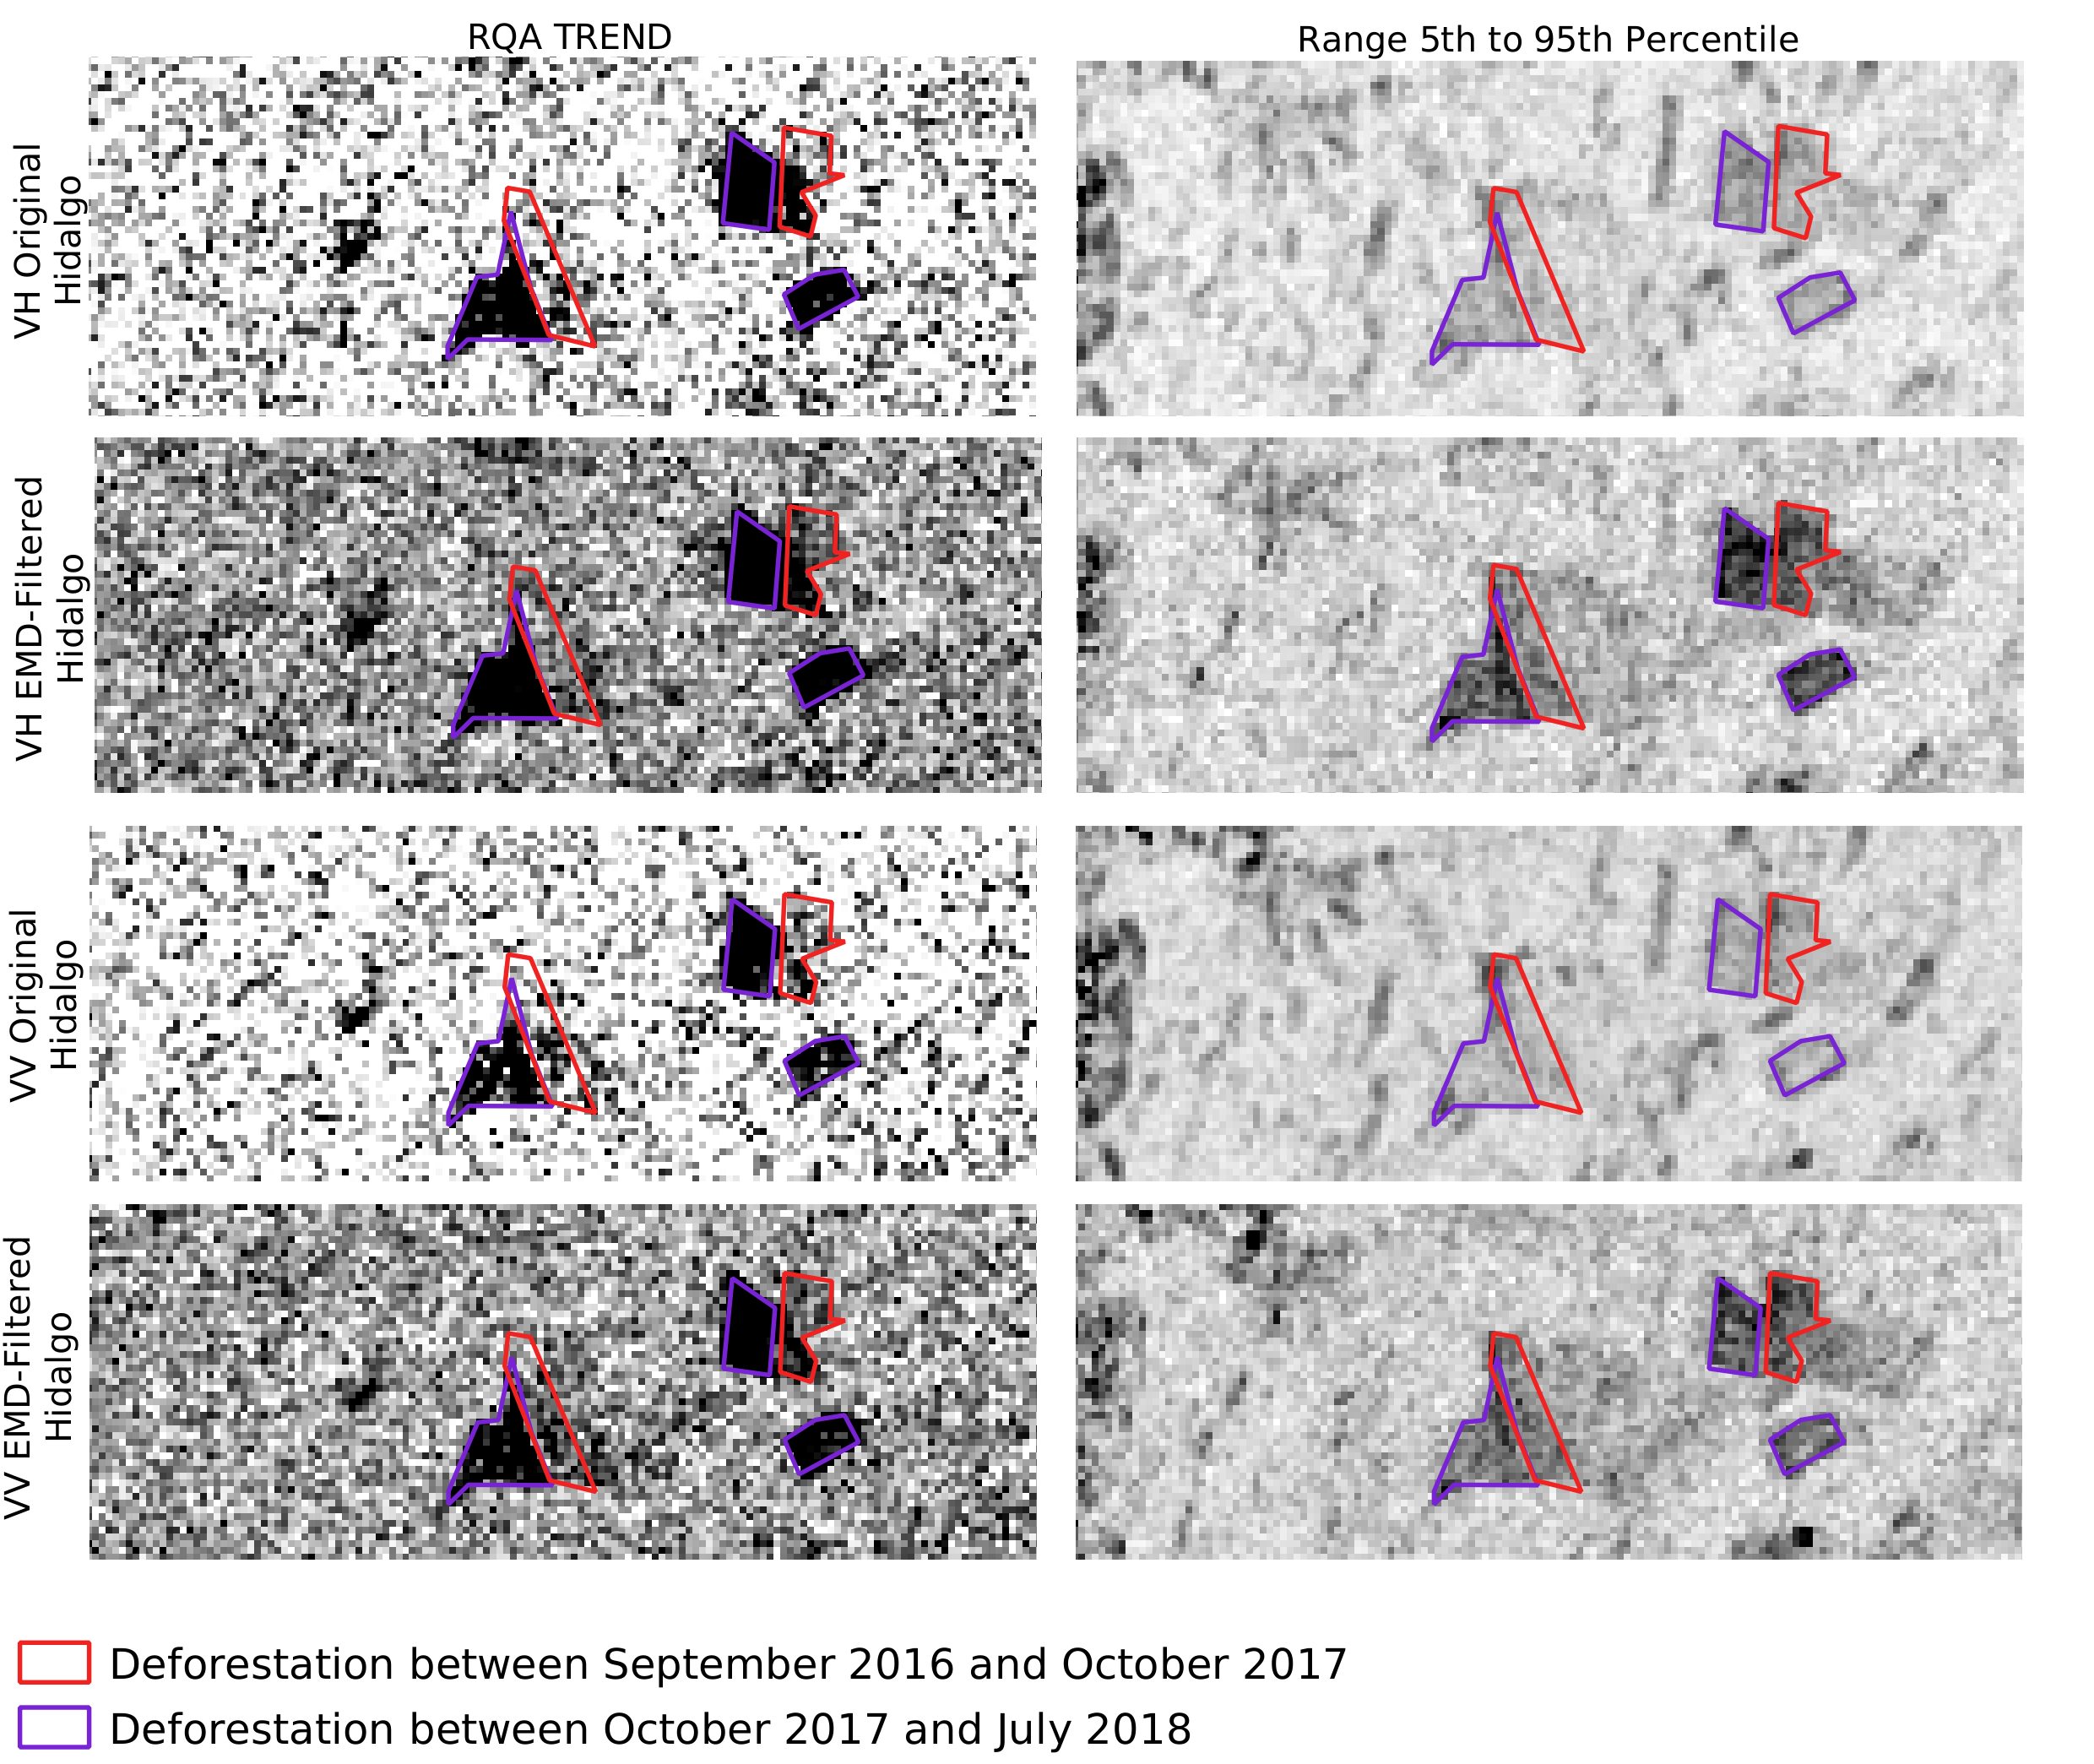 RQA TREND
Range 5th to 95th Percentile
VH Original
Hidalgo
VH EMD-Filtered
Hidalgo
VV Original
Hidalgo
VV EMD-Filtered
Hidalgo
Deforestation between September 2016 and October 2017
Deforestation between October 2017 and July 2018